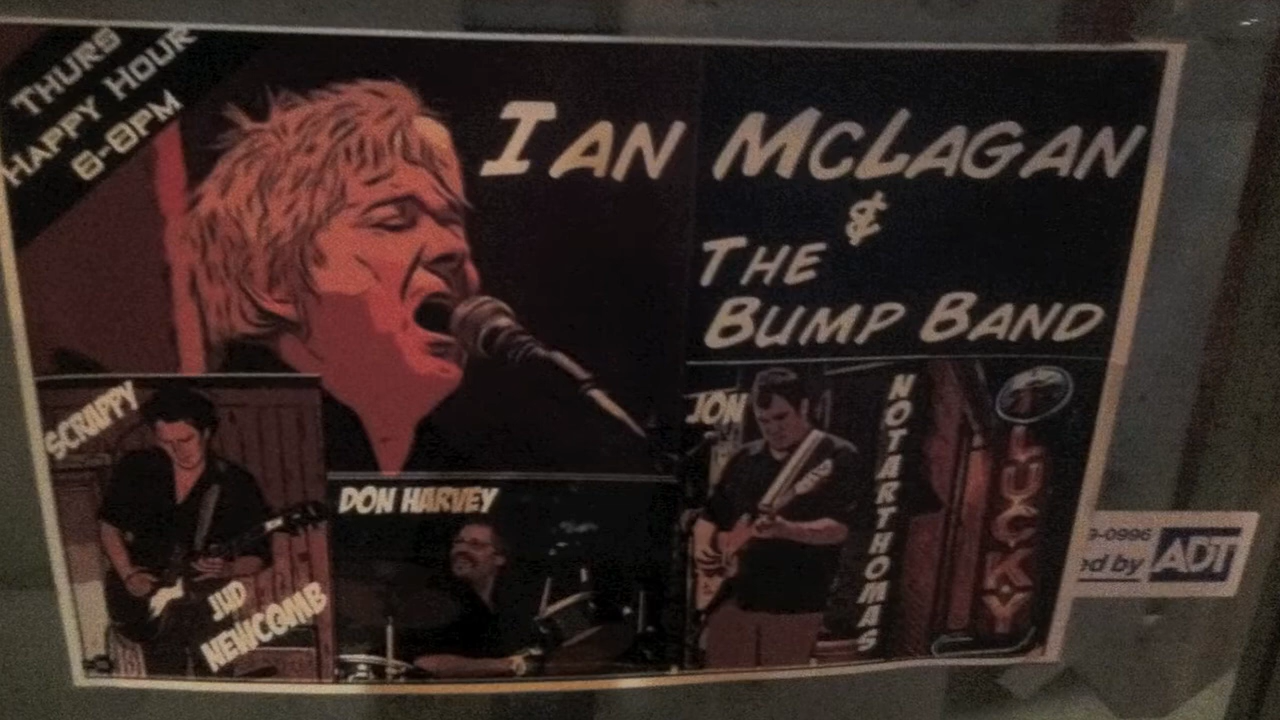 THURS
HAPPY HOUR
6-8PM
IAN MCLAGAN
&
THE
BUMP BAND
SCRAPPY
JUD
NEWCOMB
DON HARVEY
JON
NOTARTHOMAS
LUCKY
9-0996
ed by ADT